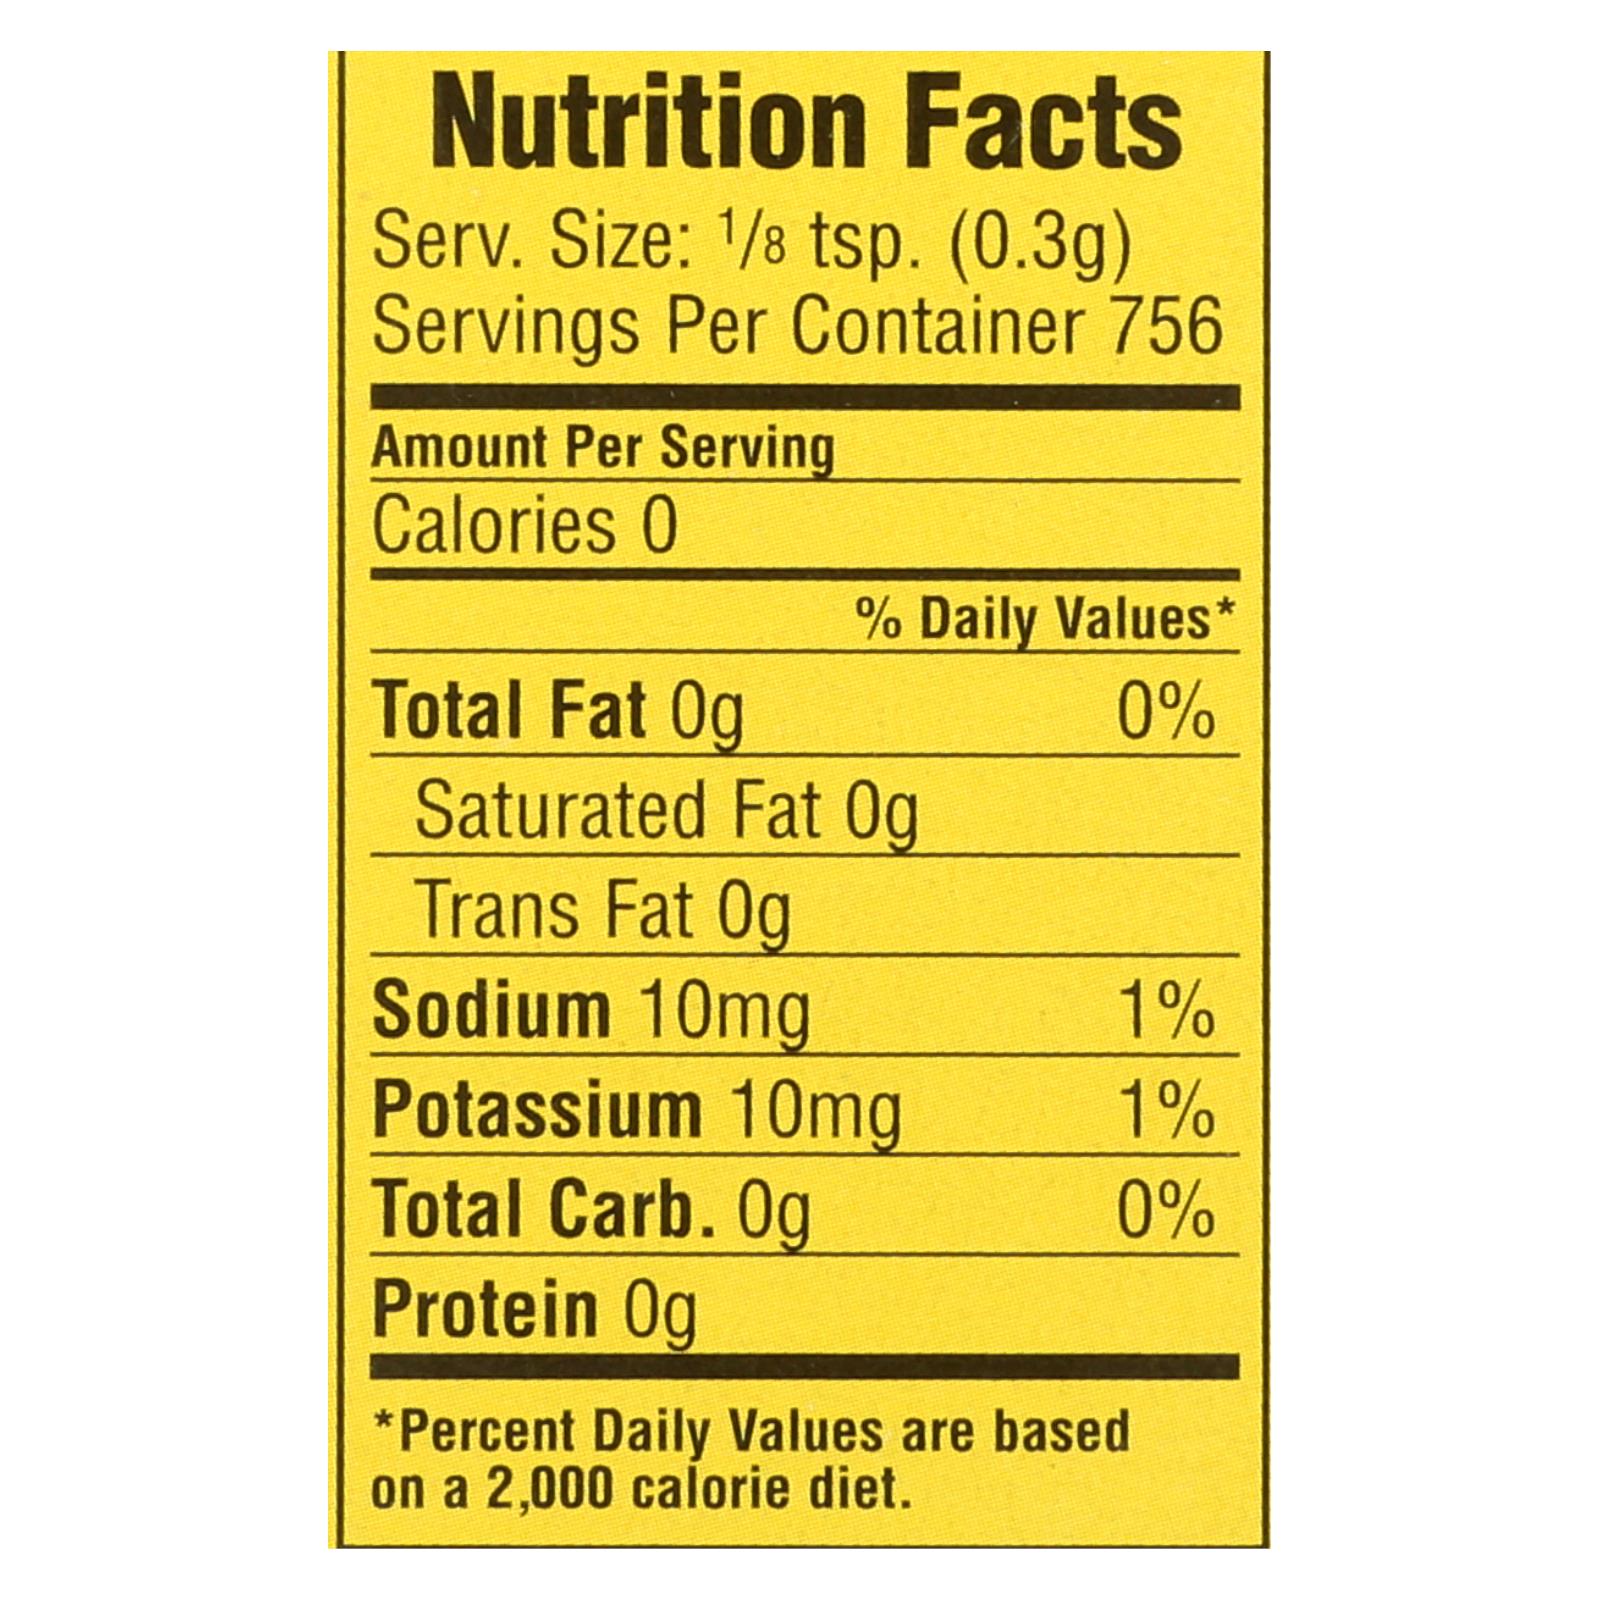 Nutrition Facts
Serv. Size: 1/8 tsp. (0.3g)
Servings Per Container 756
Amount Per Serving
Calories 0
% Daily Values*
Total Fat 0g 0%
Saturated Fat 0g
Trans Fat 0g
Sodium 10mg 1%
Potassium 10mg 1%
Total Carb. 0g 0%
Protein 0g
*Percent Daily Values are based
on a 2,000 calorie diet.